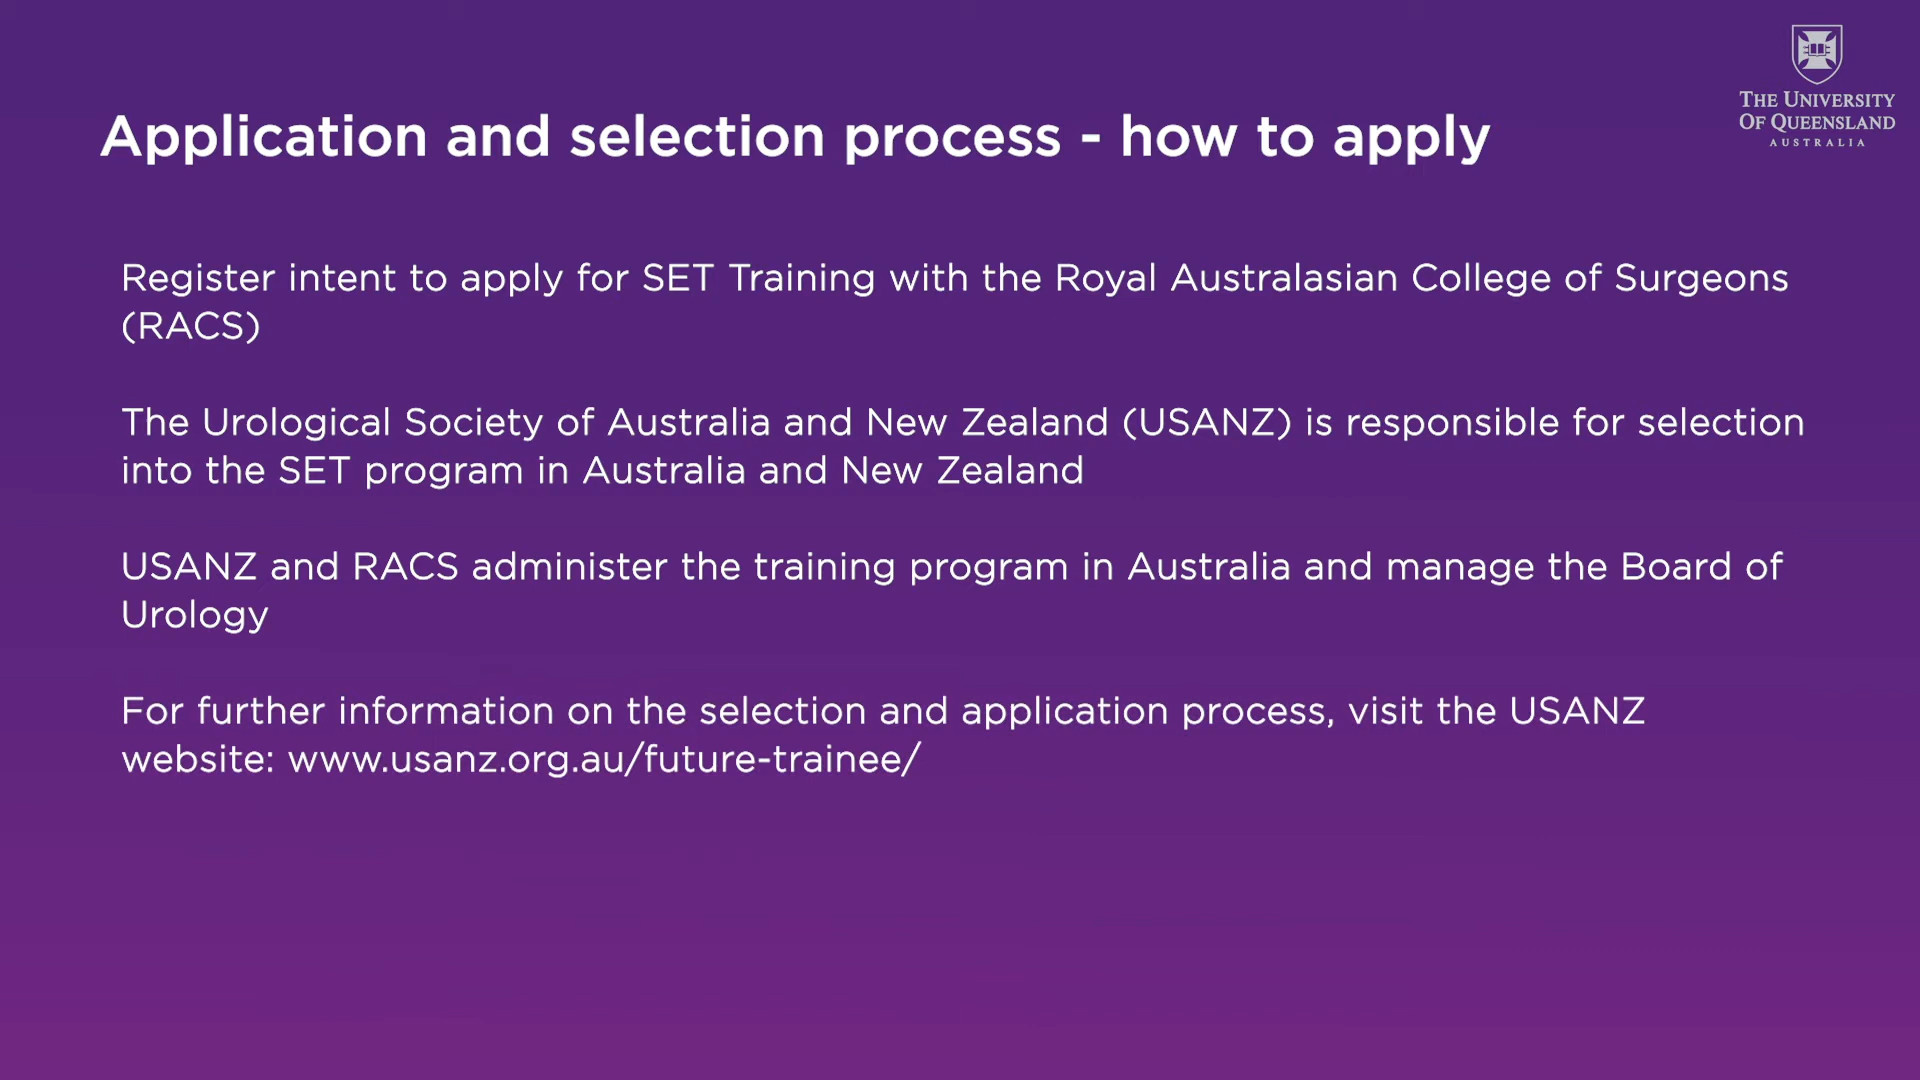 THE UNIVERSITY
OF QUEENSLAND
AUSTRALIA
Application and selection process - how to apply
Register intent to apply for SET Training with the Royal Australasian College of Surgeons
(RACS)
The Urological Society of Australia and New Zealand (USANZ) is responsible for selection
into the SET program in Australia and New Zealand
USANZ and RACS administer the training program in Australia and manage the Board of
Urology
For further information on the selection and application process, visit the USANZ
website: www.usanz.org.au/future-trainee/